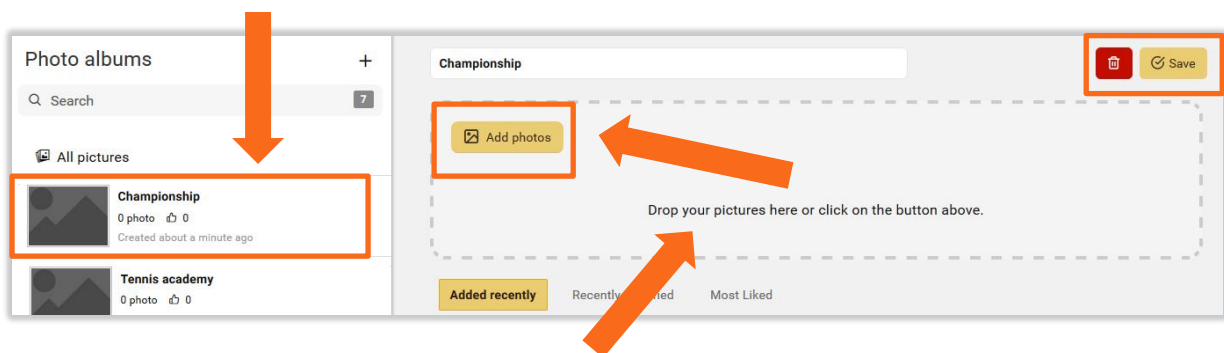 Photo albums
+
Search
7
All pictures
Championship
0 photo 0
Created about a minute ago
Tennis academy
0 photo 0
Championship
Save
Add photos
Drop your pictures here or click on the button above.
Added recently
Recently
Most Liked